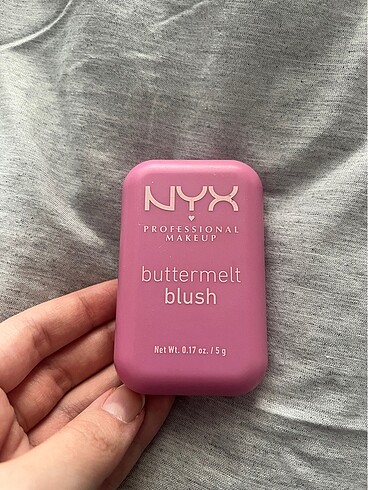 NYX
PROFESSIONAL
MAKEUP
buttermelt
blush
Net Wt. 0.17 oz. / 5 g